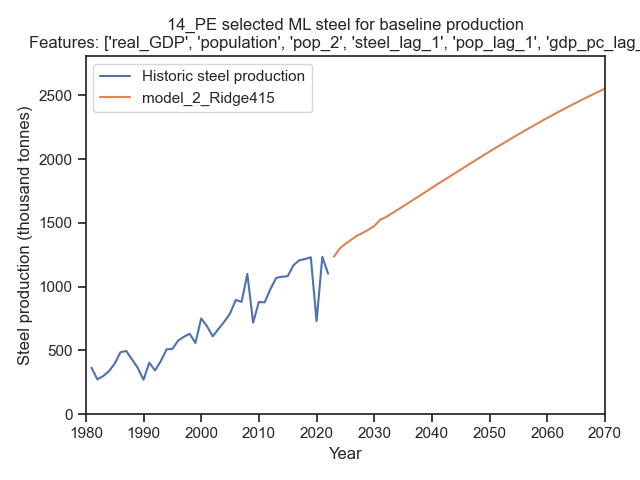 14_PE selected ML steel for baseline production
Features: ['real_GDP', 'population', 'pop_2', 'steel_lag_1', 'pop_lag_1', 'gdp_pc_lag_
Historic steel production
model_2_Ridge415
Steel production (thousand tonnes)
2500
2000
1500
1000
500
0
1980 1990 2000 2010 2020 2030 2040 2050 2060 2070
Year